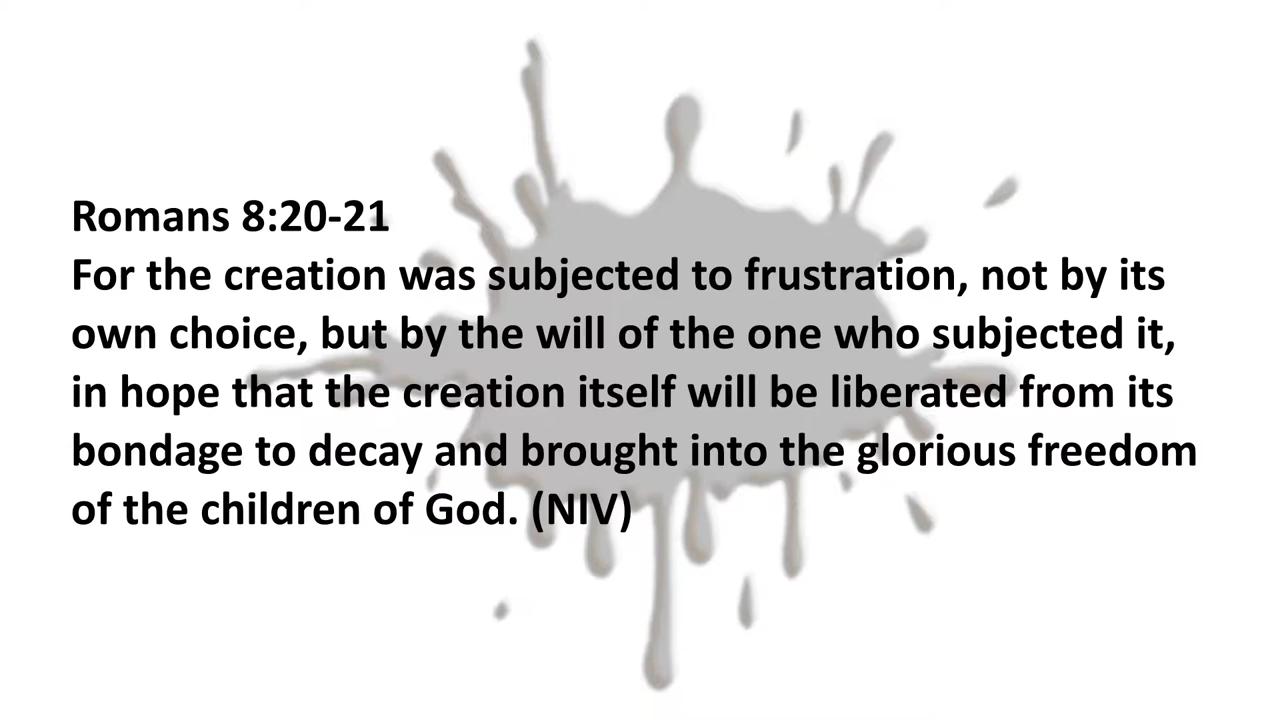 Romans 8:20-21
For the creation was subjected to frustration, not by its
own choice, but by the will of the one who subjected it,
in hope that the creation itself will be liberated from its
bondage to decay and brought into the glorious freedom
of the children of God. (NIV)